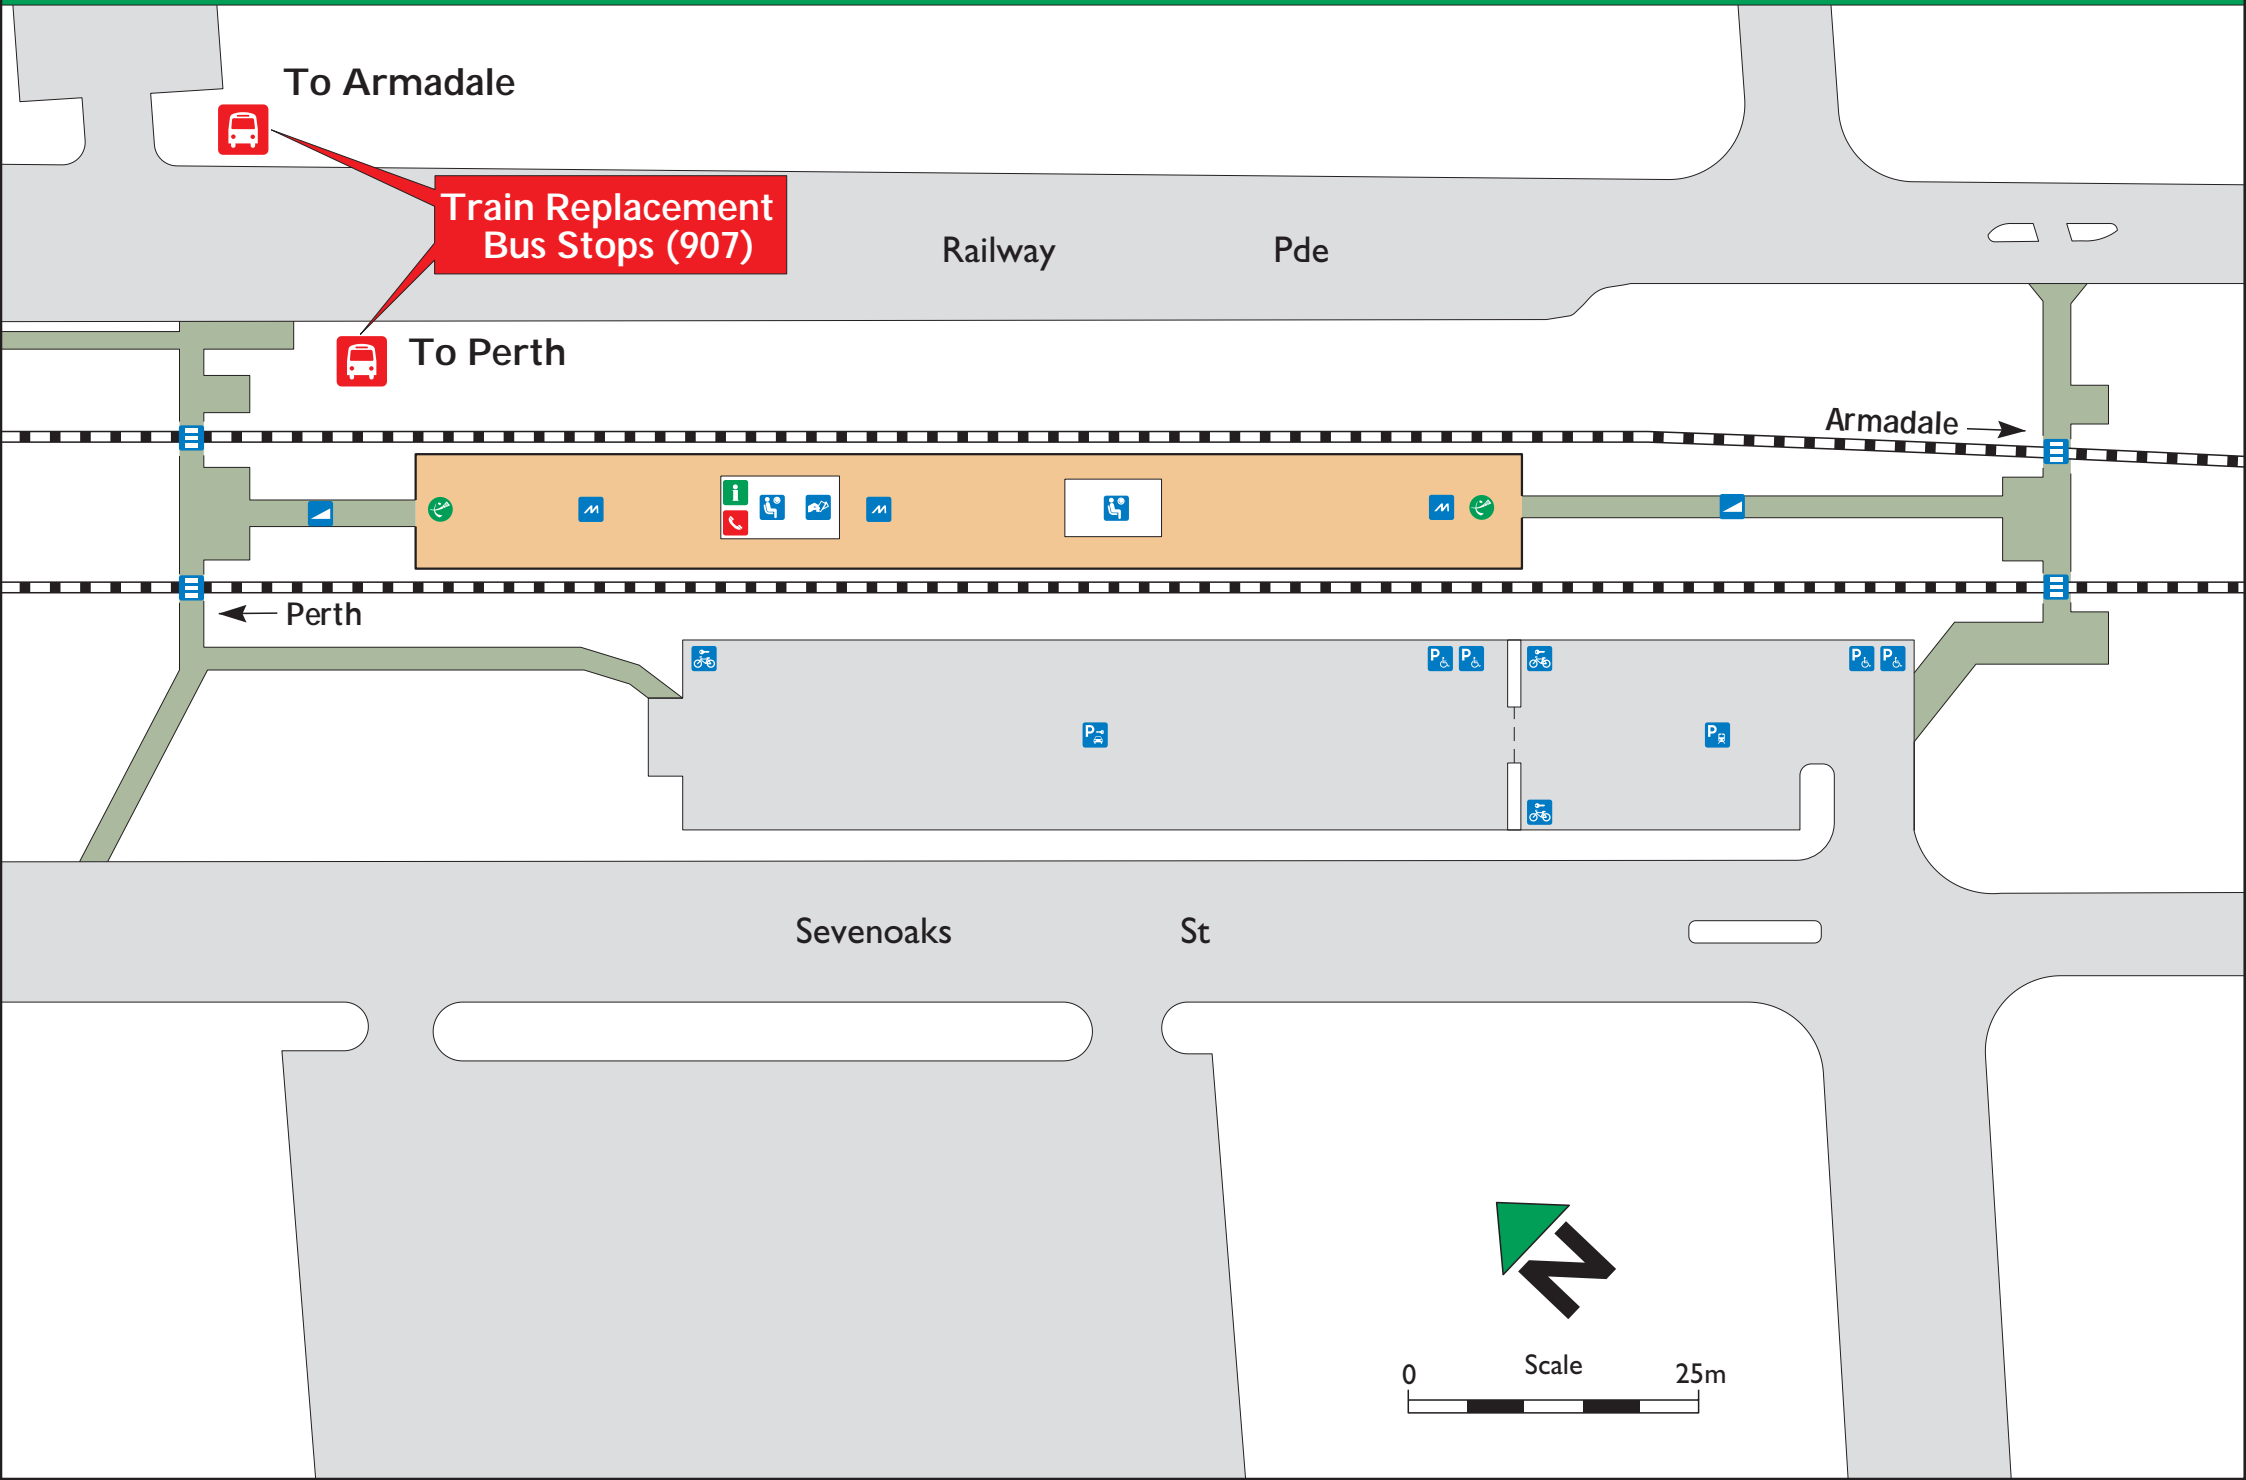 To Armadale
Train Replacement
Bus Stops (907)
Railway Pde
To Perth
Armadale
Perth
P P P P
P P
Sevenoaks St
N
0 Scale 25m